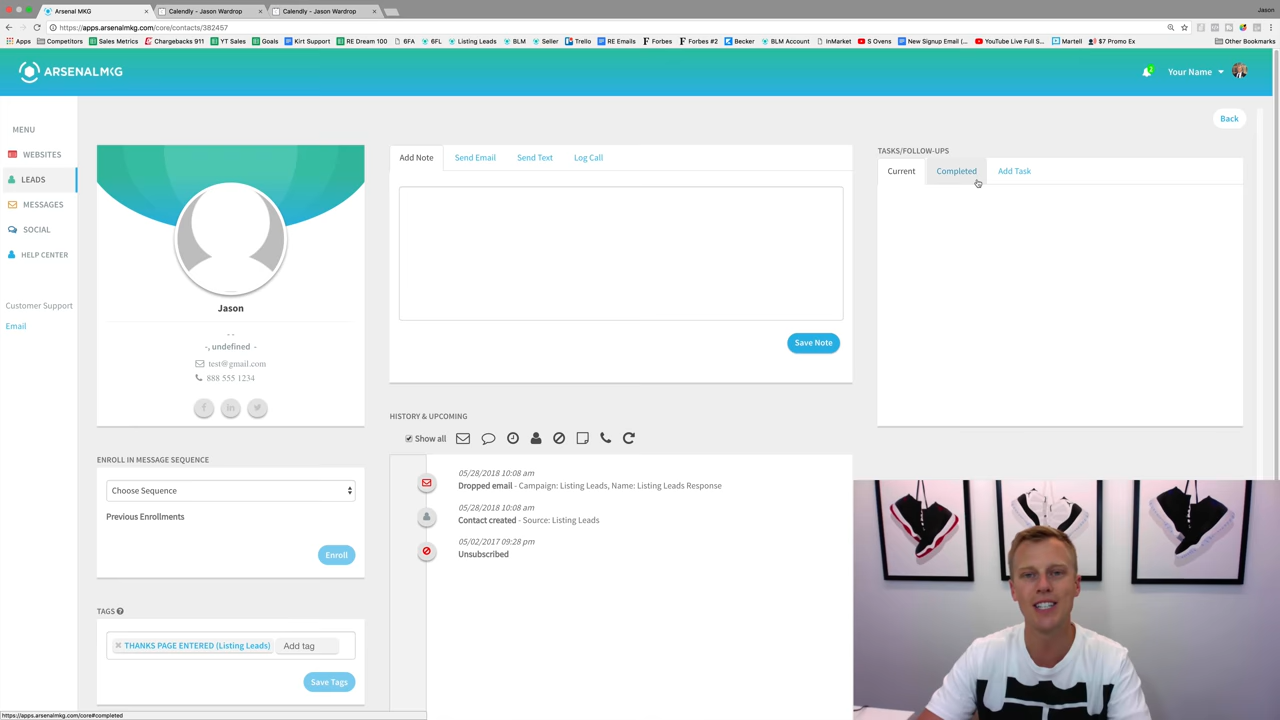 Arsenal MKG
Calendly - Jason Wardrop
Calendly - Jason Wardrop
Jason
https://apps.arsenalmkg.com/core/contacts/382457
Apps Competitors Sales Metrics Chargebacks 911 YT Sales Goals Kirt Support RE Dream 100 6FA 6FL Listing Leads BLM Seller Trello RE Emails Forbes Forbes #2 Becker BLM Account InMarket S Ovens New Signup Email (... YouTube Live Full S... Martell $7 Promo Ex Other Bookmarks
ARSENALMKG
2
Your Name
Back
MENU
WEBSITES
LEADS
MESSAGES
SOCIAL
HELP CENTER
Customer Support
Email
Jason
- -
-, undefined -
test@gmail.com
888 555 1234
ENROLL IN MESSAGE SEQUENCE
Choose Sequence
Previous Enrollments
Enroll
TAGS
THANKS PAGE ENTERED (Listing Leads) Add tag
Save Tags
Add Note Send Email Send Text Log Call
Save Note
HISTORY & UPCOMING
Show all
05/28/2018 10:08 am
Dropped email - Campaign: Listing Leads, Name: Listing Leads Response
05/28/2018 10:08 am
Contact created - Source: Listing Leads
05/02/2017 09:28 pm
Unsubscribed
TASKS/FOLLOW-UPS
Current Completed Add Task
https://apps.arsenalmkg.com/core#completed